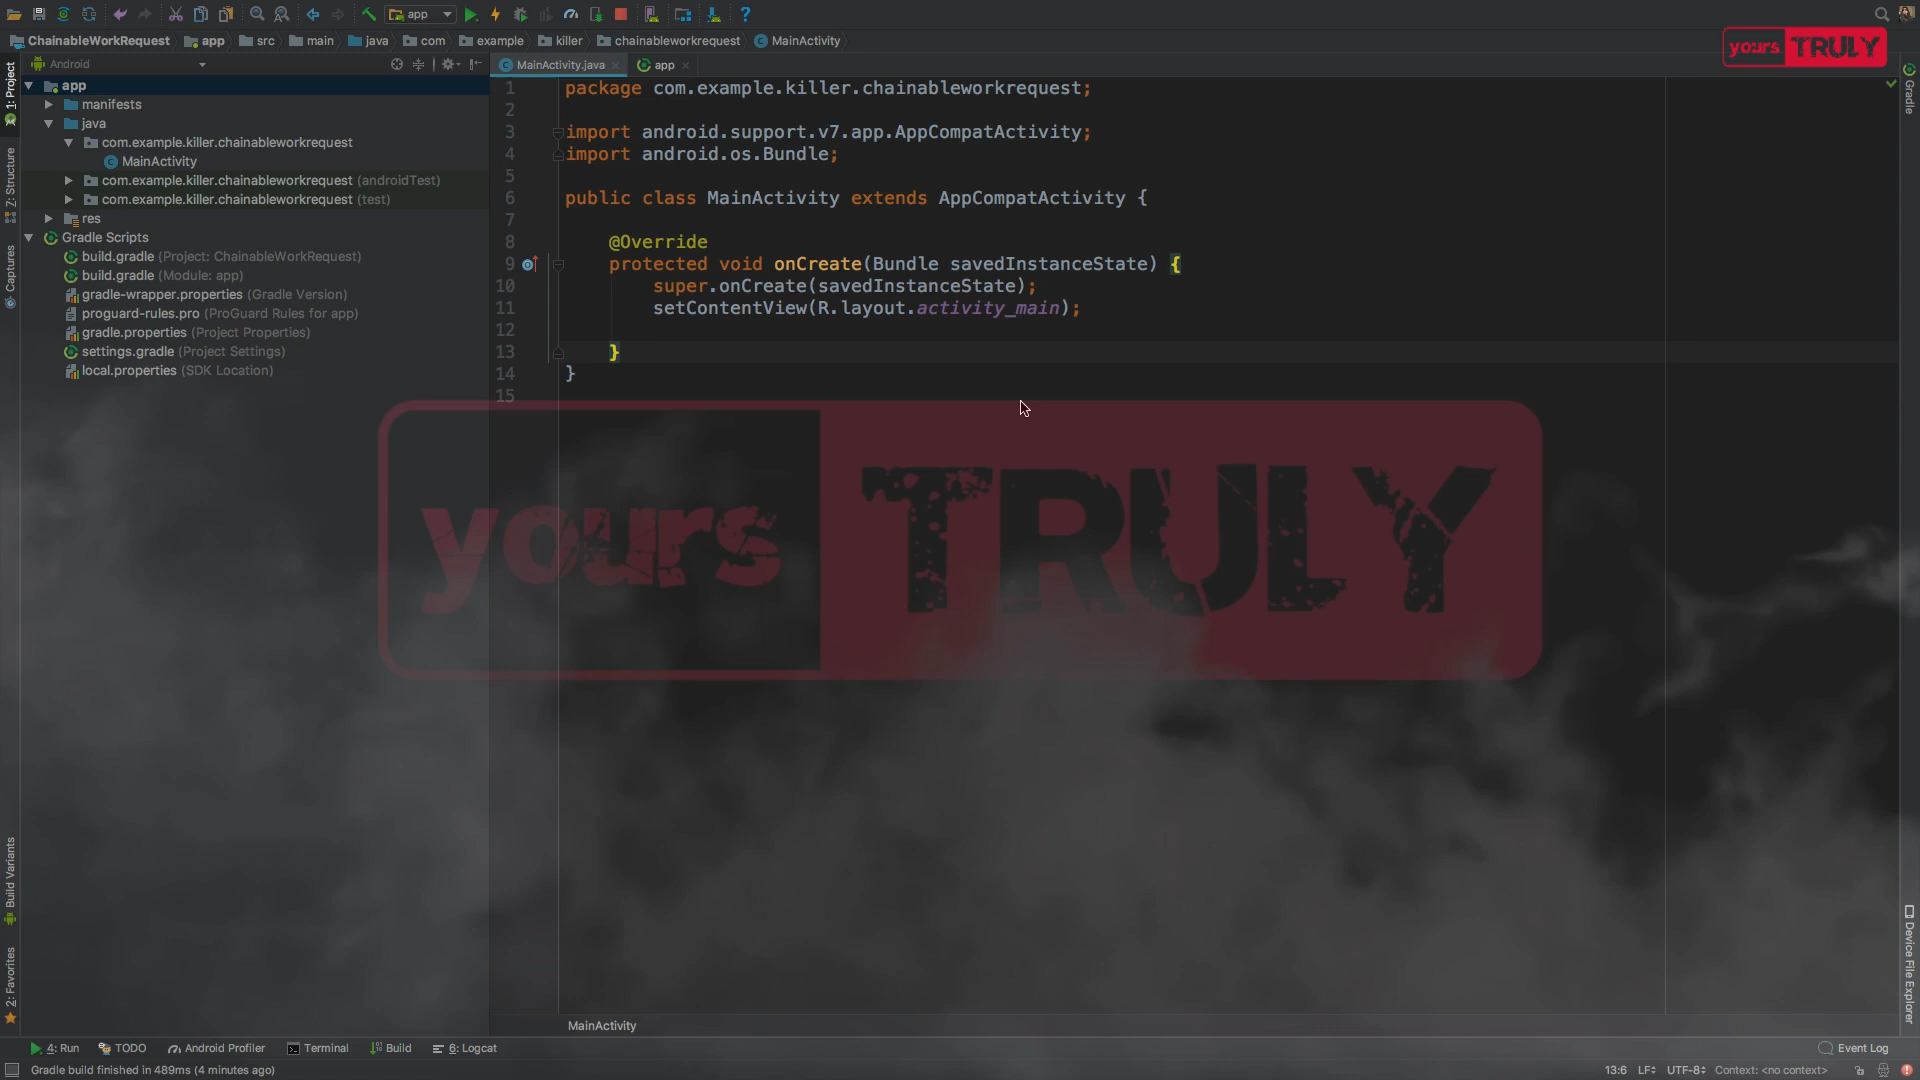 app
ChainableWorkRequest app src main java com example killer chainableworkrequest MainActivity
yours TRULY
Android
MainActivity.java app
1: Project
Z: Structure
Captures
Build Variants
2: Favorites
app
manifests
java
com.example.killer.chainableworkrequest
MainActivity
com.example.killer.chainableworkrequest (androidTest)
com.example.killer.chainableworkrequest (test)
res
Gradle Scripts
build.gradle (Project: ChainableWorkRequest)
build.gradle (Module: app)
gradle-wrapper.properties (Gradle Version)
proguard-rules.pro (ProGuard Rules for app)
gradle.properties (Project Properties)
settings.gradle (Project Settings)
local.properties (SDK Location)
1 package com.example.killer.chainableworkrequest;
2
3 import android.support.v7.app.AppCompatActivity;
4 import android.os.Bundle;
5
6 public class MainActivity extends AppCompatActivity {
7
8 @Override
9 protected void onCreate(Bundle savedInstanceState) {
10 super.onCreate(savedInstanceState);
11 setContentView(R.layout.activity_main);
12
13 }
14 }
15
yours TRULY
Gradle
Device File Explorer
MainActivity
4: Run TODO Android Profiler Terminal Build 6: Logcat Event Log
Gradle build finished in 489ms (4 minutes ago) 13:6 LF UTF-8 Context: <no context>